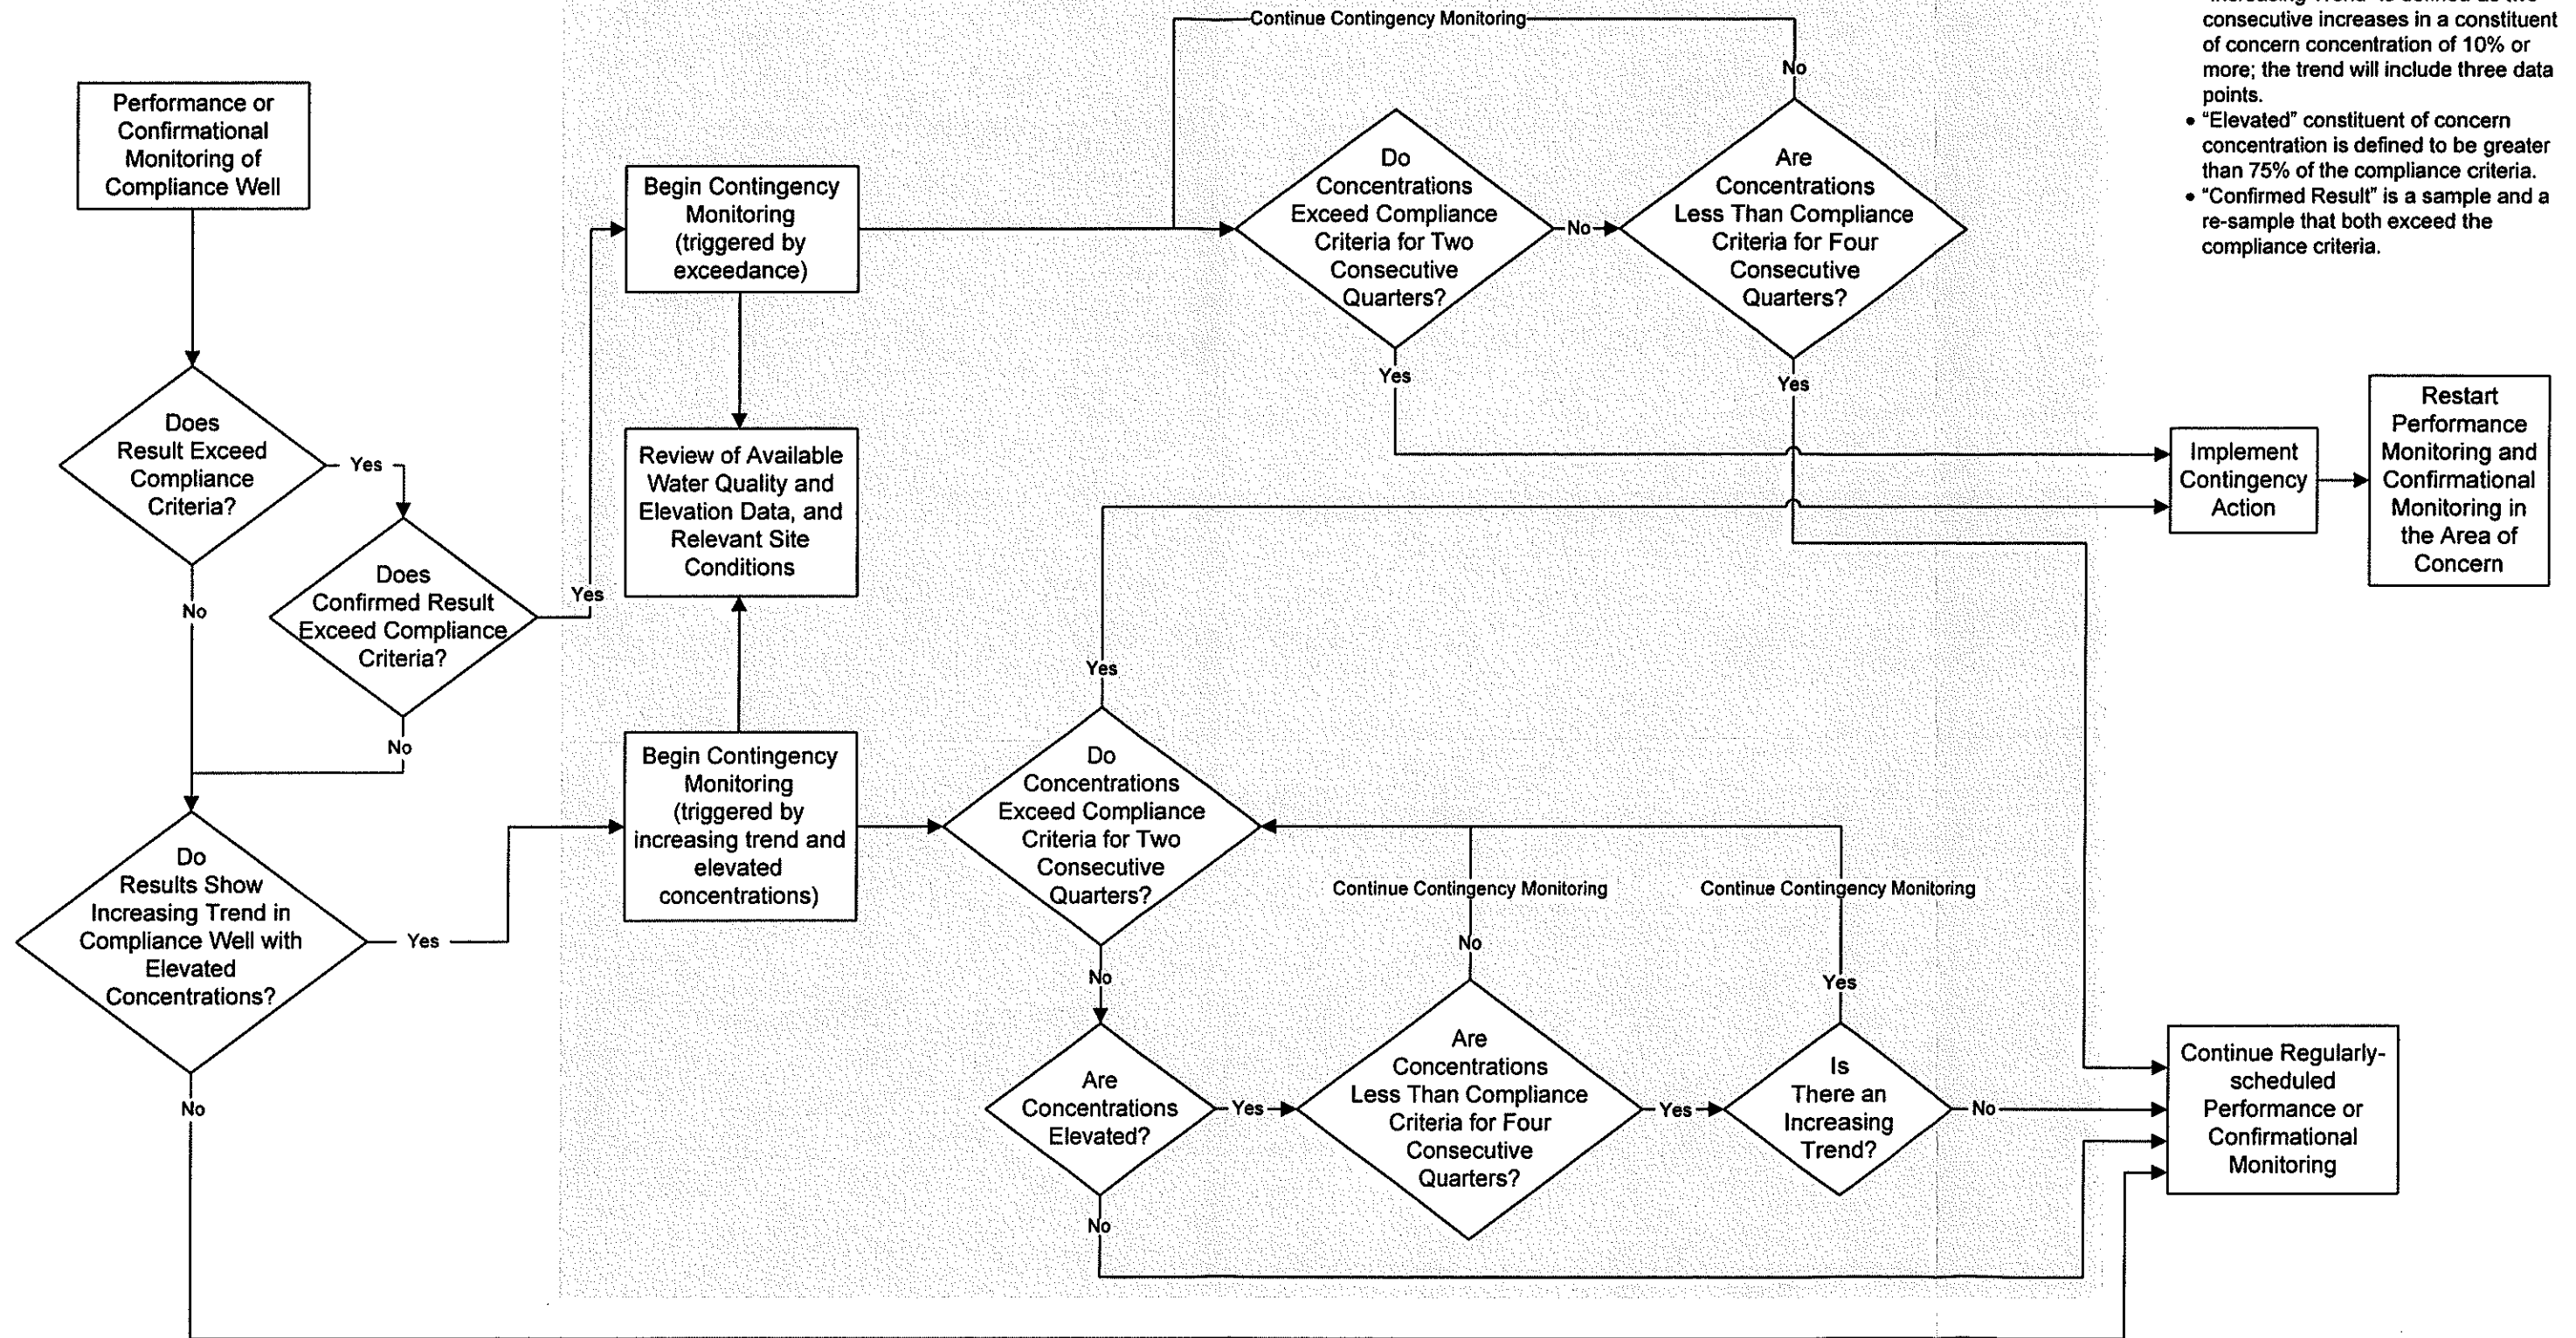 Continue Contingency Monitoring
No
consecutive increases in a constituent
of concern concentration of 10% or
more; the trend will include three data
points.
• "Elevated" constituent of concern
concentration is defined to be greater
than 75% of the compliance criteria.
• "Confirmed Result" is a sample and a
re-sample that both exceed the
compliance criteria.
Performance or
Confirmational
Monitoring of
Compliance Well
Begin Contingency
Monitoring
(triggered by
exceedance)
Do
Concentrations
Exceed Compliance
Criteria for Two
Consecutive
Quarters?
No
Are
Concentrations
Less Than Compliance
Criteria for Four
Consecutive
Quarters?
Yes
Yes
Does
Result Exceed
Compliance
Criteria?
Yes
No
Does
Confirmed Result
Exceed Compliance
Criteria?
Yes
No
Review of Available
Water Quality and
Elevation Data, and
Relevant Site
Conditions
Implement
Contingency
Action
Restart
Performance
Monitoring and
Confirmational
Monitoring in
the Area of
Concern
Do
Results Show
Increasing Trend in
Compliance Well with
Elevated
Concentrations?
Yes
No
Begin Contingency
Monitoring
(triggered by
increasing trend and
elevated
concentrations)
Yes
Do
Concentrations
Exceed Compliance
Criteria for Two
Consecutive
Quarters?
No
Continue Contingency Monitoring
No
Continue Contingency Monitoring
Yes
Are
Concentrations
Elevated?
Yes
No
Are
Concentrations
Less Than Compliance
Criteria for Four
Consecutive
Quarters?
Yes
Is
There an
Increasing
Trend?
No
Continue Regularly-
scheduled
Performance or
Confirmational
Monitoring